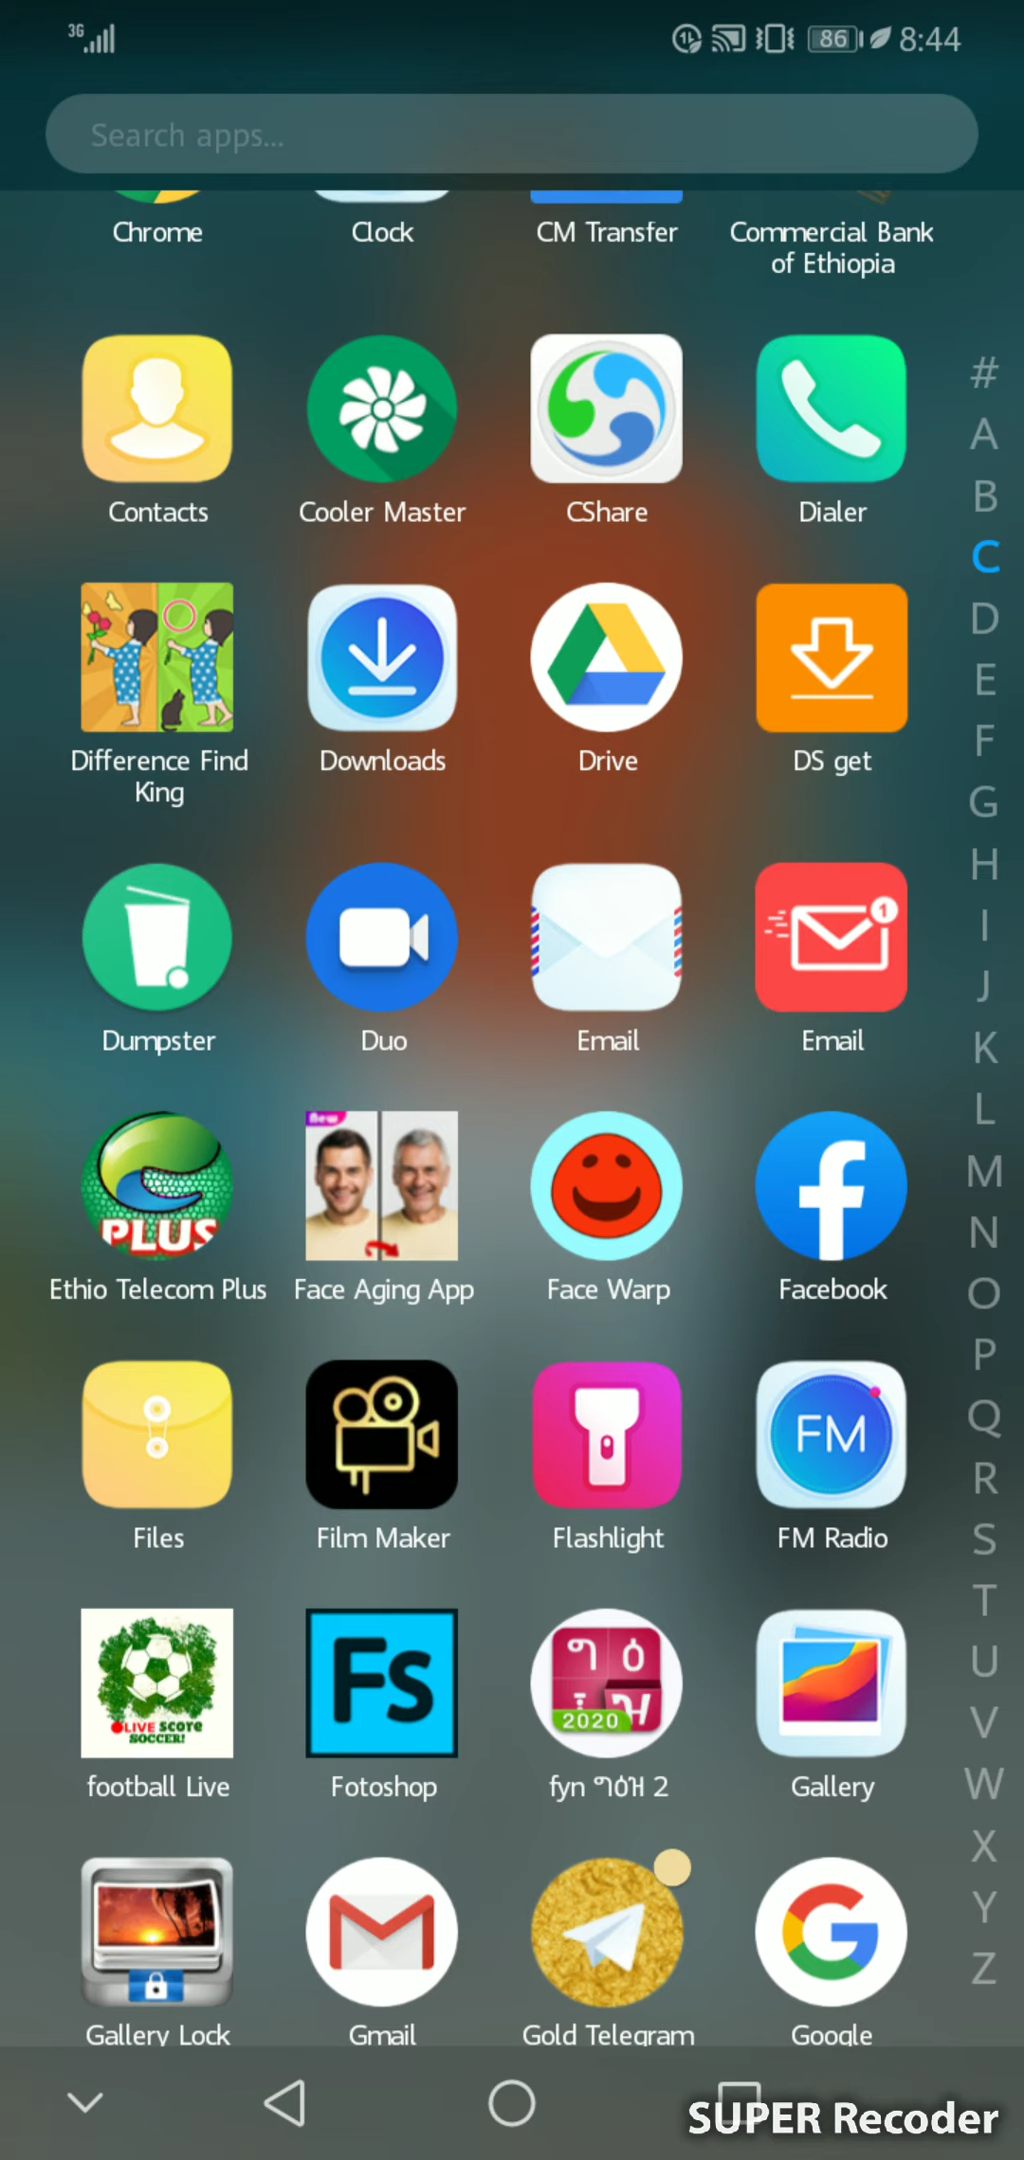 3G
86
8:44
Search apps...
Chrome
Clock
CM Transfer
Commercial Bank
of Ethiopia
#
A
B
C
D
E
F
G
H
I
J
K
L
M
N
O
P
Q
R
S
T
U
V
W
X
Y
Z
Contacts
Cooler Master
CShare
Dialer
Difference Find
King
Downloads
Drive
DS get
1
Dumpster
Duo
Email
Email
PLUS
New
f
Ethio Telecom Plus
Face Aging App
Face Warp
Facebook
FM
Files
Film Maker
Flashlight
FM Radio
LIVE SCORE
SOCCER!
Fs
ግ ዕ
ዝ
2020
football Live
Fotoshop
fyn ግዕዝ 2
Gallery
G
Gallery Lock
Gmail
Gold Telegram
Google
SUPER Recoder